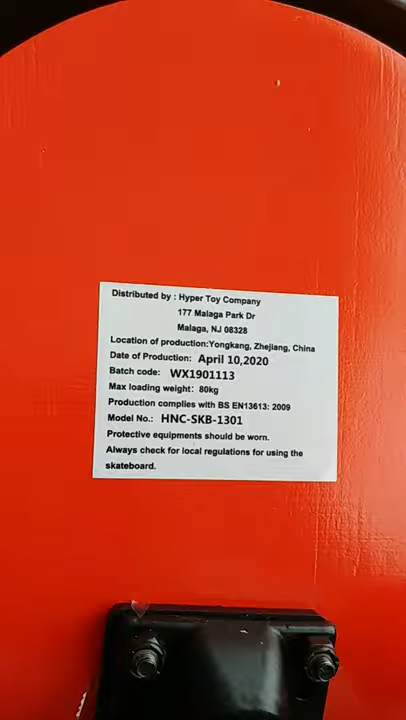 Distributed by : Hyper Toy Company
177 Malaga Park Dr
Malaga, NJ 08328
Location of production:Yongkang, Zhejiang, China
Date of Production: April 10,2020
Batch code: WX1901113
Max loading weight: 80kg
Production complies with BS EN13613: 2009
Model No.: HNC-SKB-1301
Protective equipments should be worn.
Always check for local regulations for using the
skateboard.